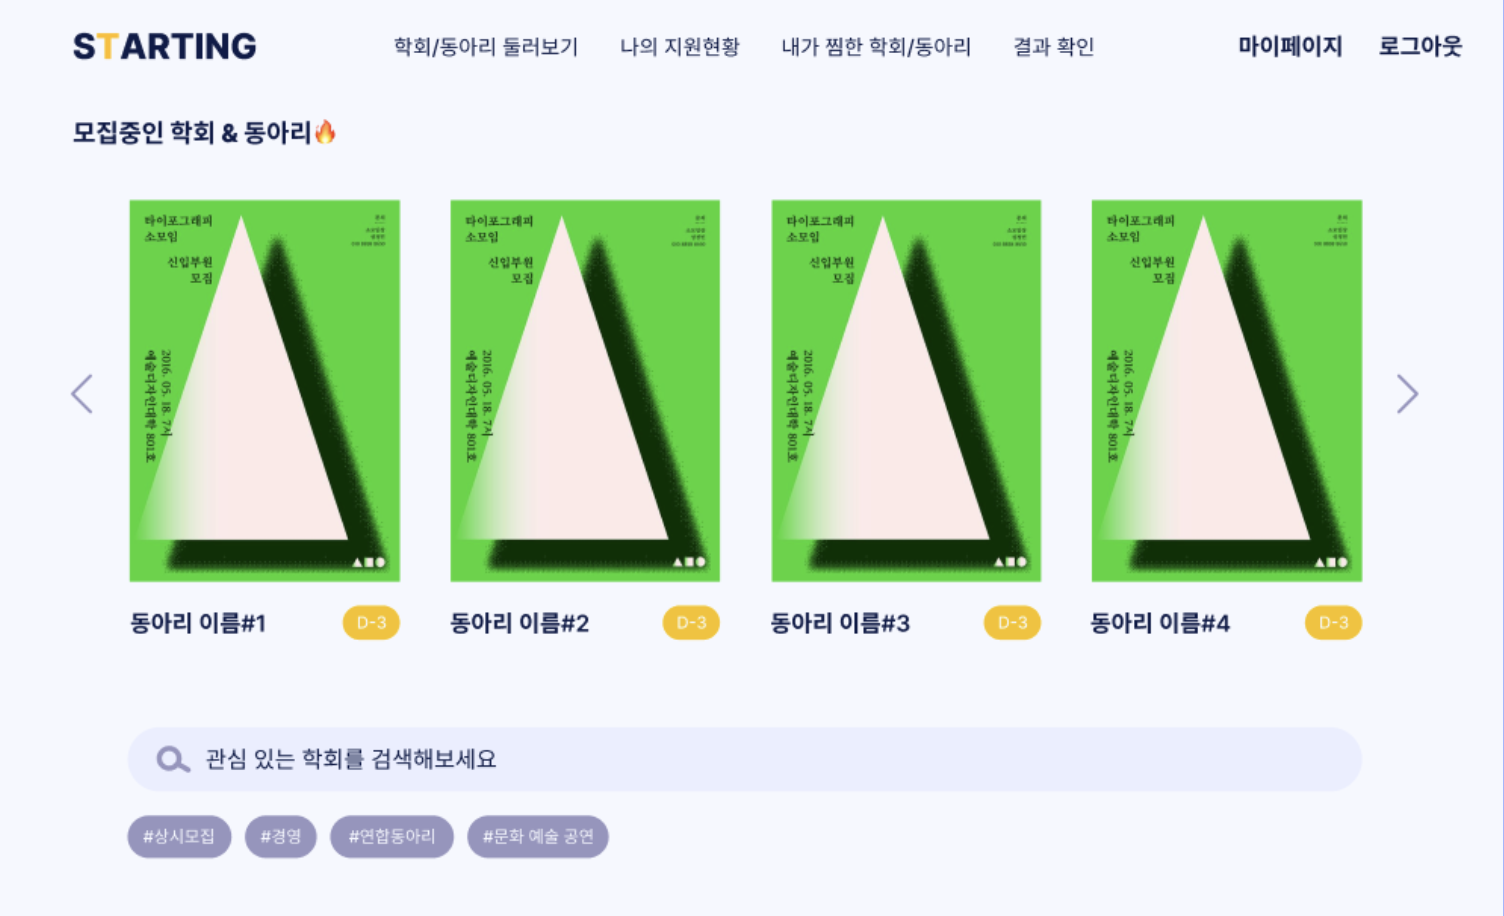 STARTING
학회/동아리 둘러보기
나의 지원현황
내가 찜한 학회/동아리
결과 확인
마이페이지
로그아웃
모집중인 학회 & 동아리🔥
타이포그래피
소모임
신입부원
모집
2016. 05. 18. 7시
예술디자인대학 801호
타이포그래피
소모임
신입부원
모집
2016. 05. 18. 7시
예술디자인대학 801호
타이포그래피
소모임
신입부원
모집
2016. 05. 18. 7시
예술디자인대학 801호
타이포그래피
소모임
신입부원
모집
2016. 05. 18. 7시
예술디자인대학 801호
동아리 이름#1
D-3
동아리 이름#2
D-3
동아리 이름#3
D-3
동아리 이름#4
D-3
관심 있는 학회를 검색해보세요
#상시모집
#경영
#연합동아리
#문화 예술 공연